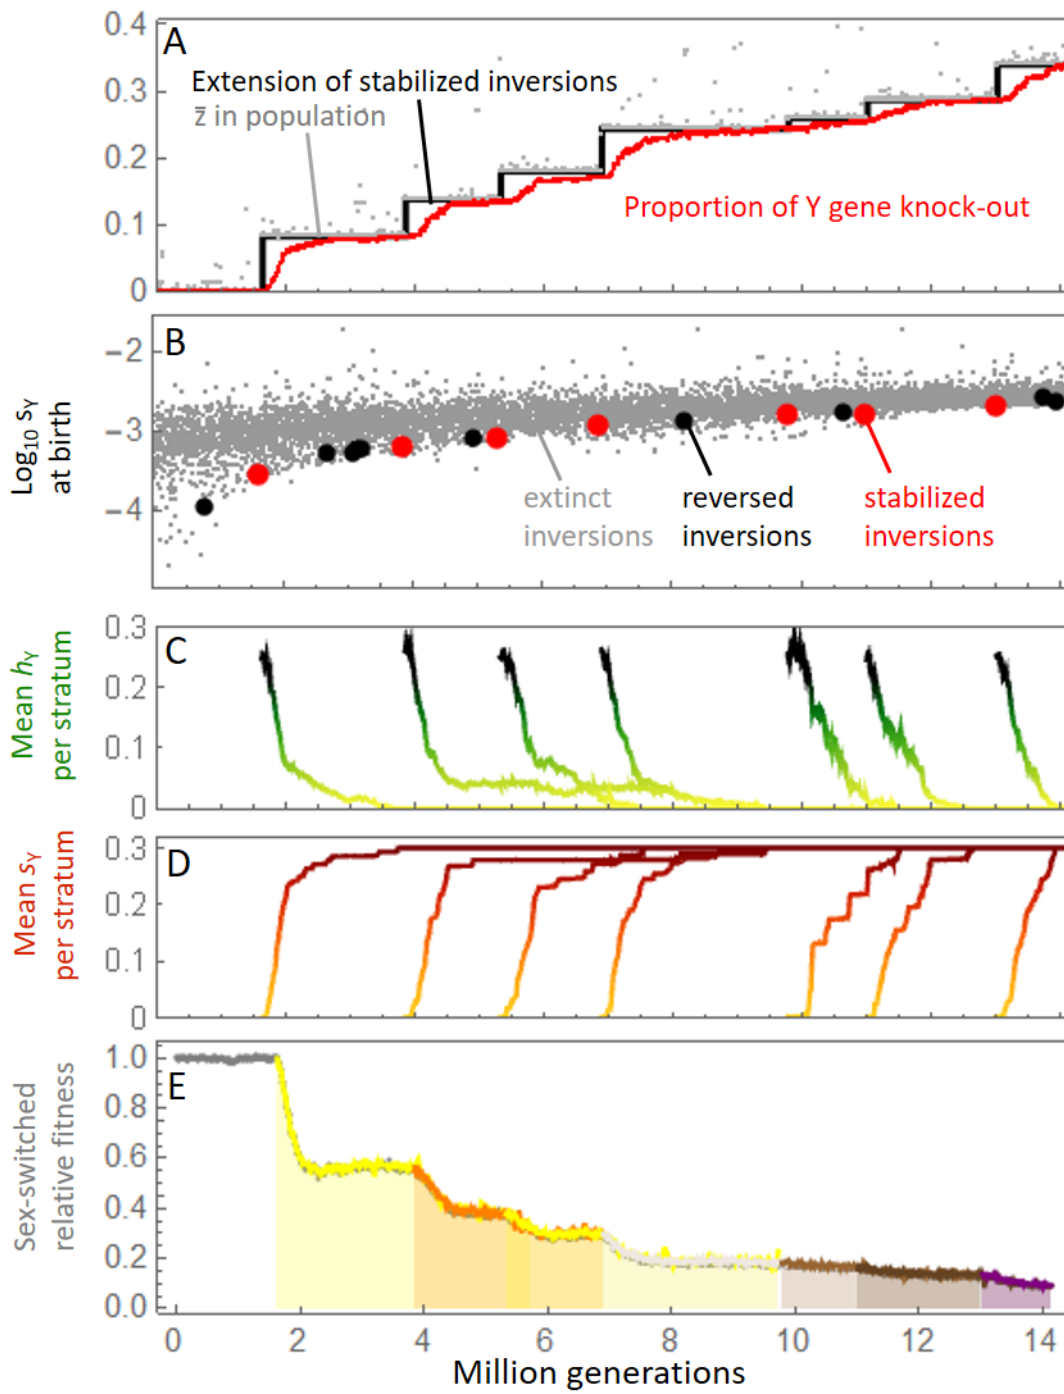 A
0.4
0.3
0.2
0.1
0
Extension of stabilized inversions
z̄ in population
Proportion of Y gene knock-out
B
Log₁₀ sY
at birth
−2
−3
−4
extinct
inversions
reversed
inversions
stabilized
inversions
C
Mean hY
per stratum
0.3
0.2
0.1
0
D
Mean sY
per stratum
0.3
0.2
0.1
0
E
Sex-switched
relative fitness
1.0
0.8
0.6
0.4
0.2
0.0
0 2 4 6 8 10 12 14
Million generations